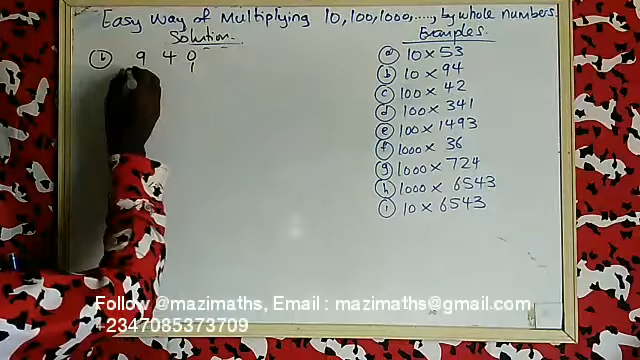 Easy Way of Multiplying 10,100,1000,....., by whole numbers.
Solution.
(b) 9 4 0
Examples.
(a) 10 × 53
(b) 10 × 94
(c) 100 × 42
(d) 100 × 341
(e) 100 × 1493
(f) 1000 × 36
(g) 1000 × 724
(h) 1000 × 6543
(i) 10 × 6543
Follow @mazimaths, Email : mazimaths@gmail.com
+2347085373709